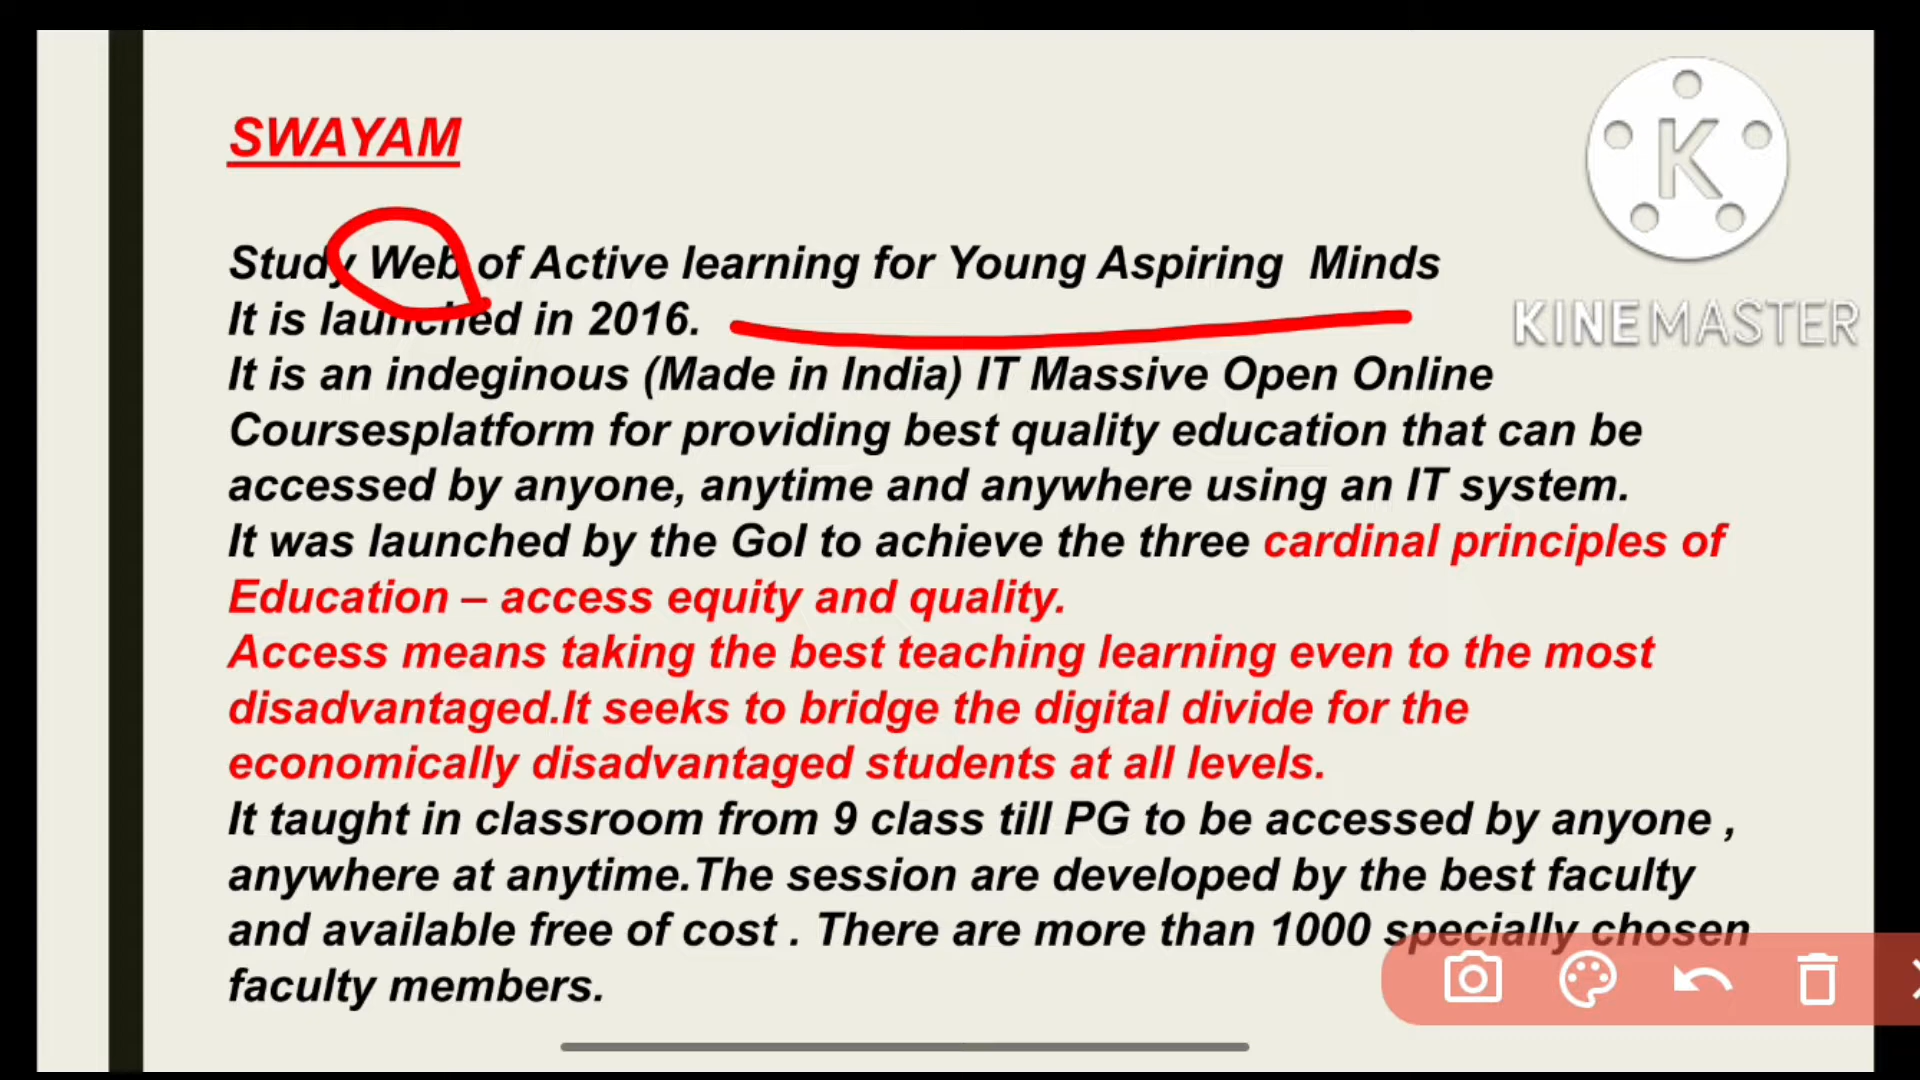 SWAYAM
K
KINEMASTER
Study Web of Active learning for Young Aspiring Minds
It is launched in 2016.
It is an indeginous (Made in India) IT Massive Open Online
Coursesplatform for providing best quality education that can be
accessed by anyone, anytime and anywhere using an IT system.
It was launched by the GoI to achieve the three cardinal principles of
Education – access equity and quality.
Access means taking the best teaching learning even to the most
disadvantaged.It seeks to bridge the digital divide for the
economically disadvantaged students at all levels.
It taught in classroom from 9 class till PG to be accessed by anyone ,
anywhere at anytime.The session are developed by the best faculty
and available free of cost . There are more than 1000 specially chosen
faculty members.